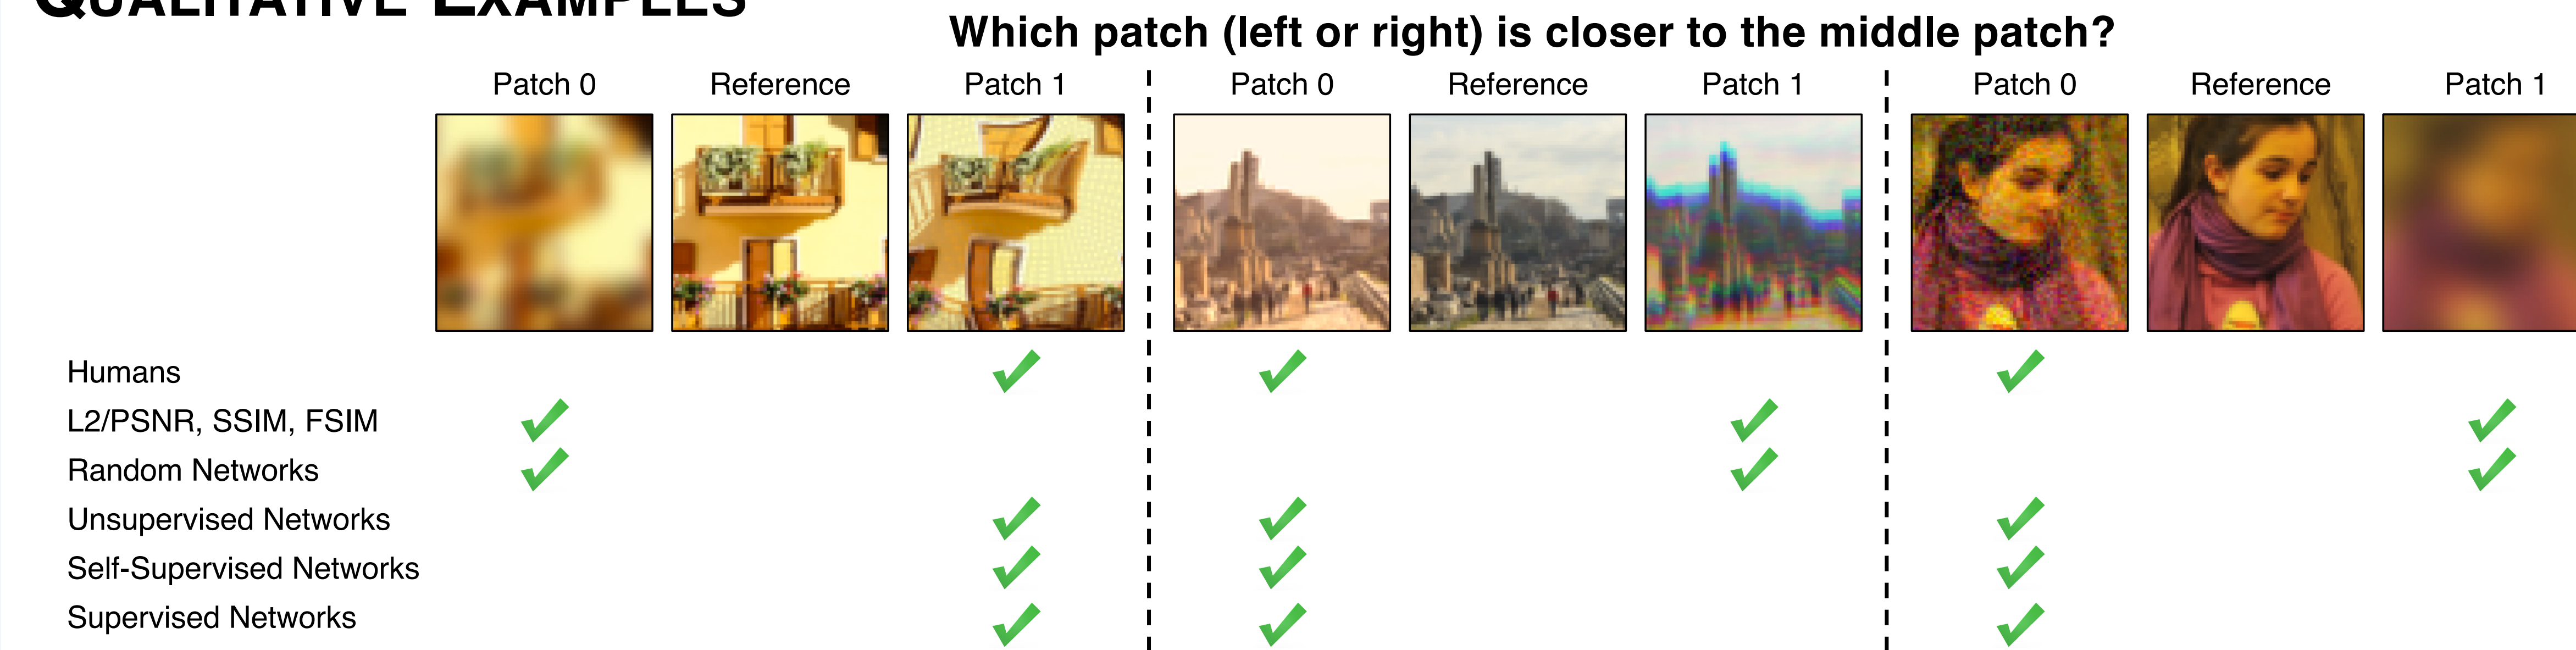 QUALITATIVE EXAMPLES
Which patch (left or right) is closer to the middle patch?
Patch 0 Reference Patch 1 Patch 0 Reference Patch 1 Patch 0 Reference Patch 1
Humans
L2/PSNR, SSIM, FSIM
Random Networks
Unsupervised Networks
Self-Supervised Networks
Supervised Networks